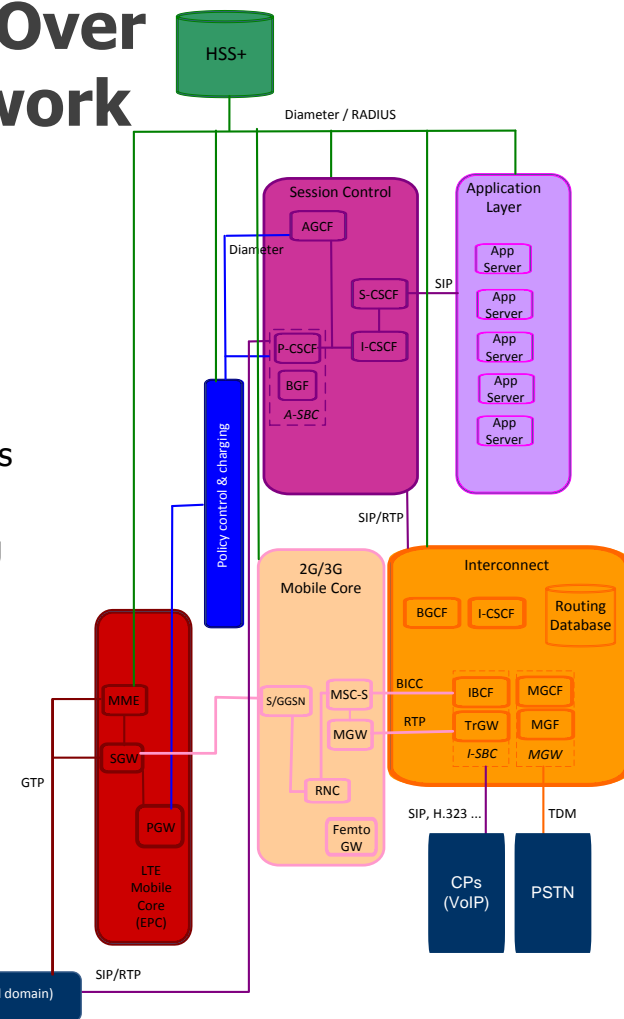 Over
work
HSS+
Diameter / RADIUS
Session Control
Application
Layer
AGCF
Diameter
App
Server
S-CSCF
SIP
App
Server
P-CSCF
I-CSCF
App
Server
BGF
App
Server
A-SBC
App
Server
s
Policy control & charging
SIP/RTP
2G/3G
Mobile Core
Interconnect
BGCF
I-CSCF
Routing
Database
MME
S/GGSN
MSC-S
BICC
IBCF
MGCF
MGW
RTP
TrGW
MGF
SGW
I-SBC
MGW
GTP
RNC
PGW
Femto
GW
SIP, H.323 ...
TDM
LTE
Mobile
Core
(EPC)
CPs
(VoIP)
PSTN
SIP/RTP
domain)